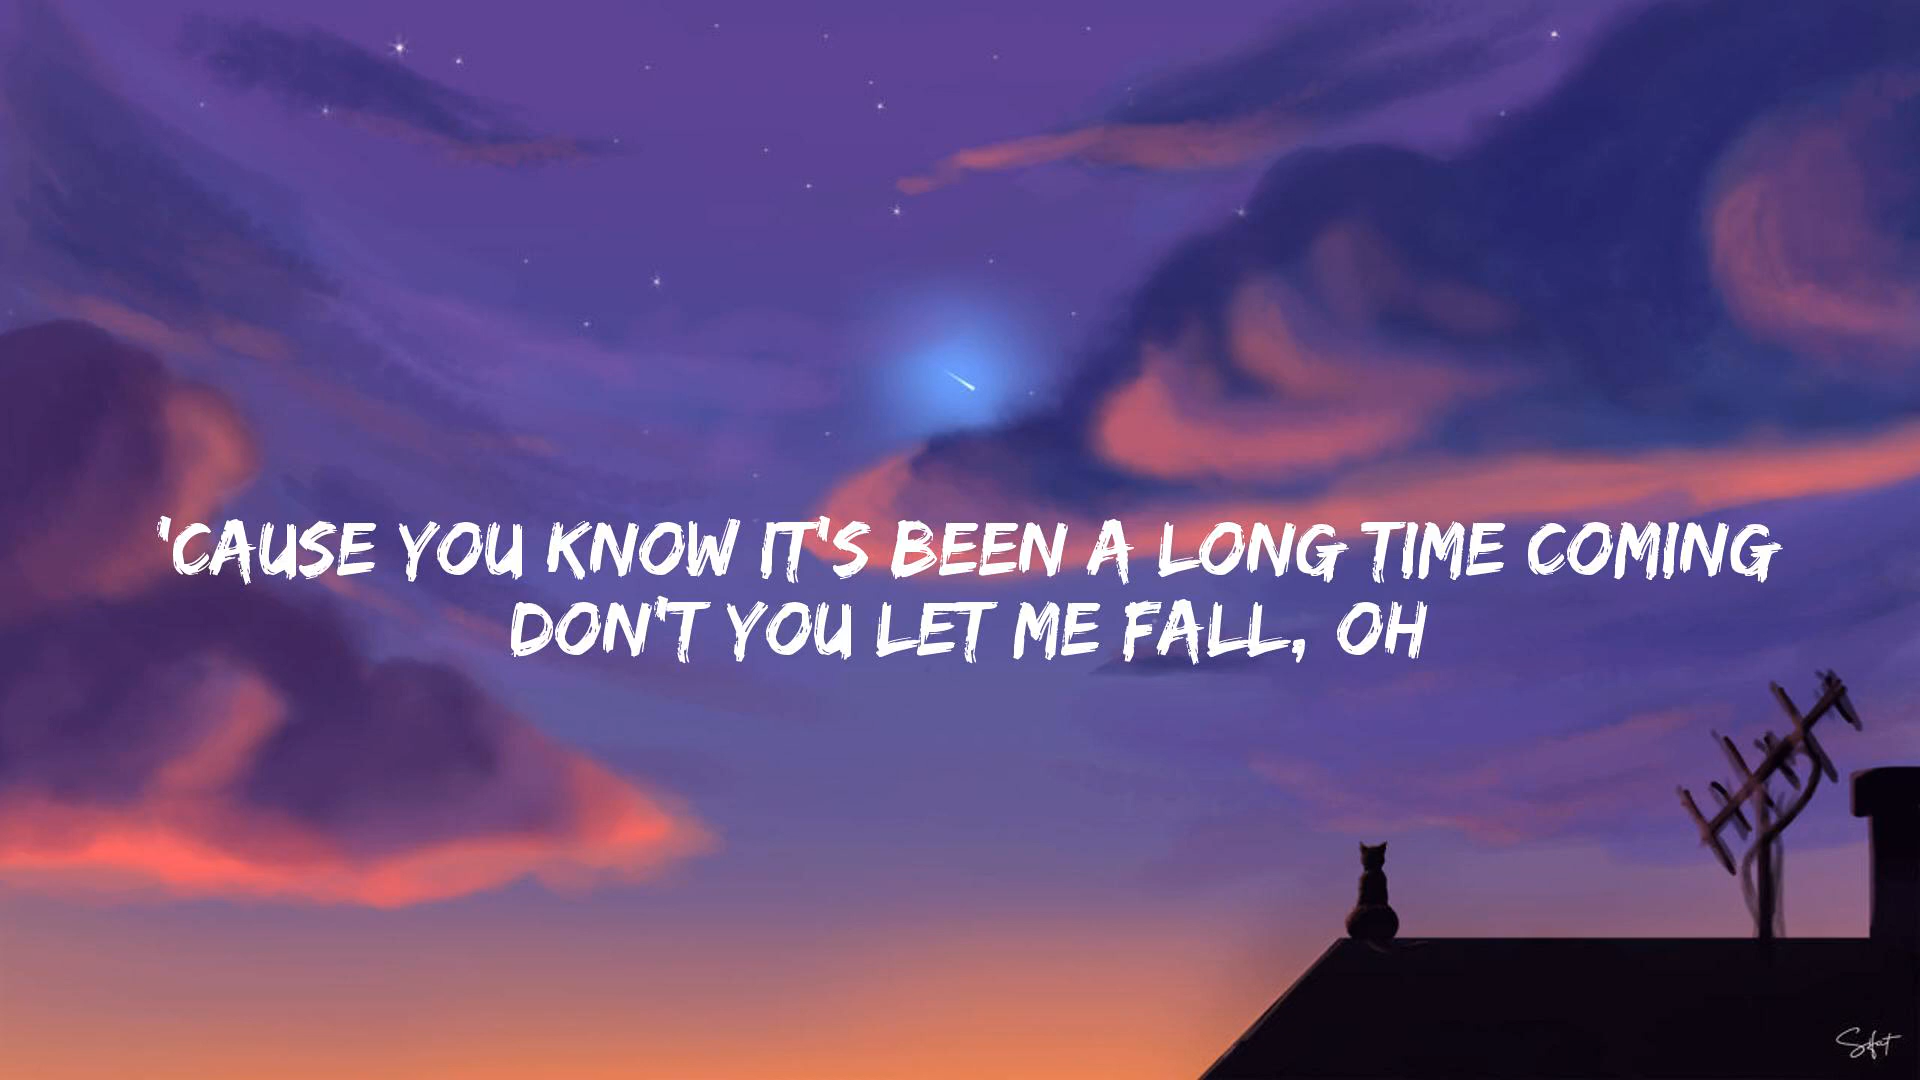 'CAUSE YOU KNOW IT'S BEEN A LONG TIME COMING
DON'T YOU LET ME FALL, OH